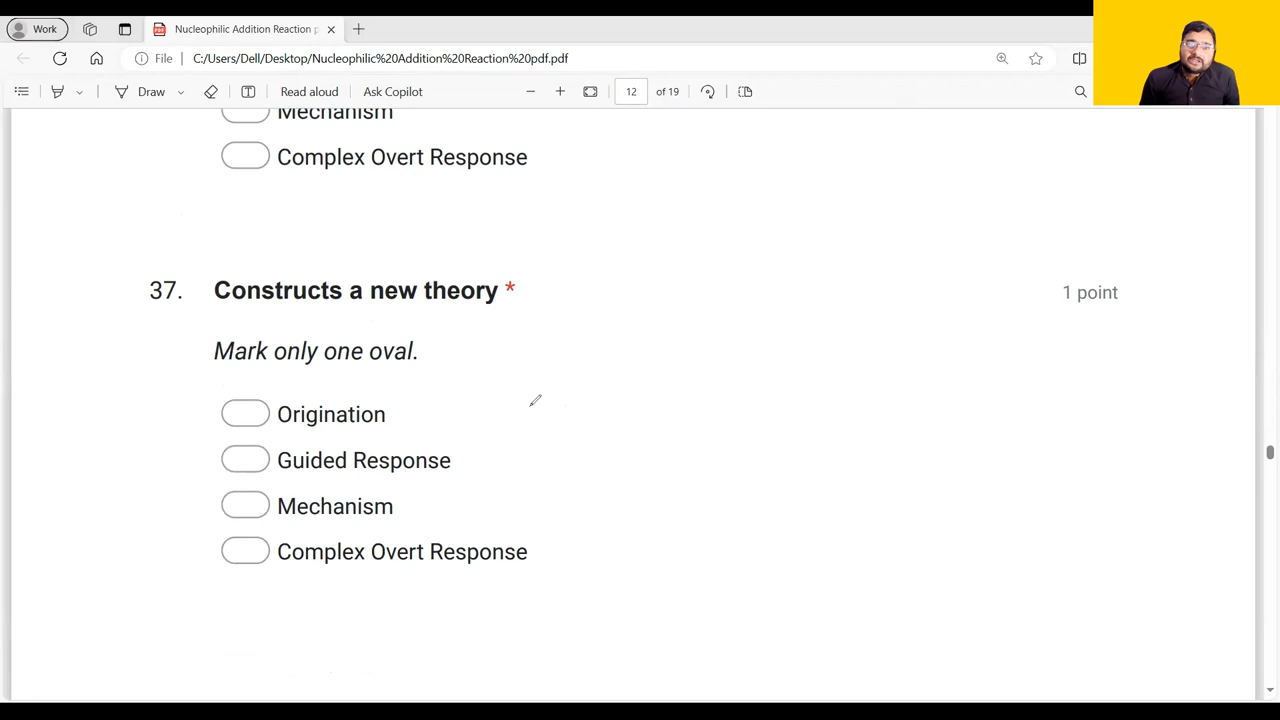 Work
Nucleophilic Addition Reaction p
File
C:/Users/Dell/Desktop/Nucleophilic%20Addition%20Reaction%20pdf.pdf
Draw
Read aloud
Ask Copilot
12 of 19
Mechanism
Complex Overt Response
37. Constructs a new theory *
1 point
Mark only one oval.
Origination
Guided Response
Mechanism
Complex Overt Response